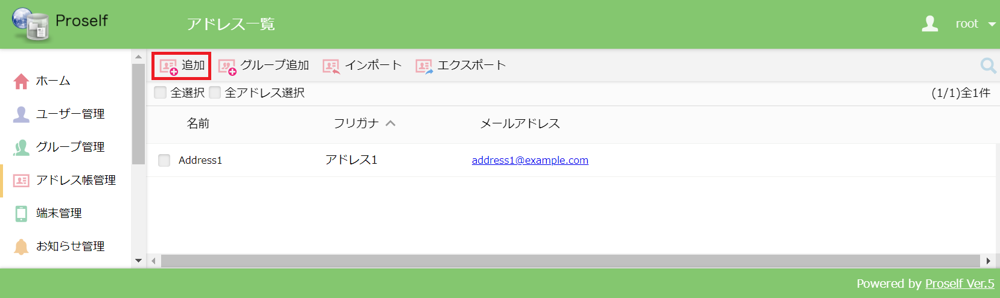 Proself
アドレス一覧
root
ホーム
ユーザー管理
グループ管理
アドレス帳管理
端末管理
お知らせ管理
追加 グループ追加 インポート エクスポート
全選択 全アドレス選択 (1/1)全1件
名前 フリガナ メールアドレス
Address1 アドレス1 address1@example.com
Powered by Proself Ver.5